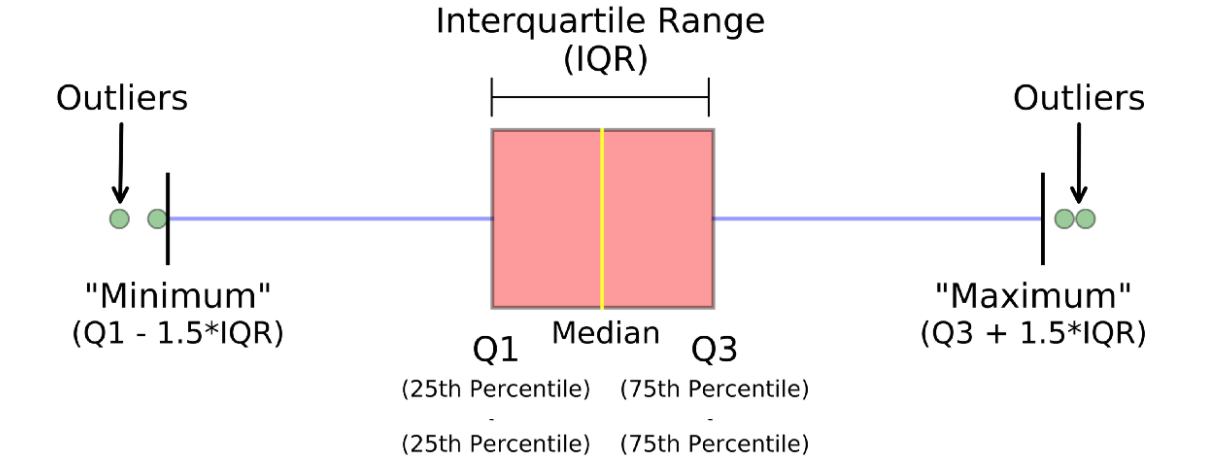 Interquartile Range
(IQR)
Outliers
Outliers
"Minimum"
(Q1 - 1.5*IQR)
"Maximum"
(Q3 + 1.5*IQR)
Q1
Median
Q3
(25th Percentile)
(75th Percentile)
(25th Percentile)
(75th Percentile)